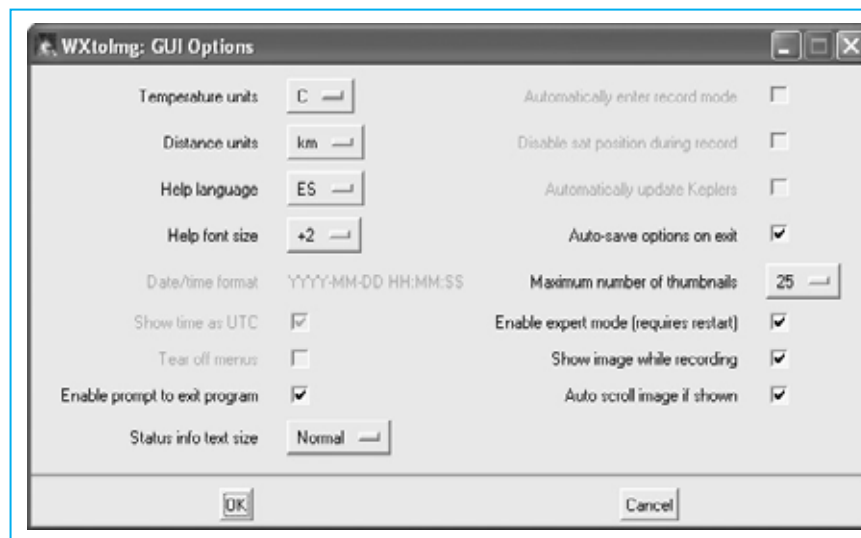 WXtoImg: GUI Options
Temperature units C
Distance units km
Help language ES
Help font size +2
Date/time format YYYY-MM-DD HH:MM:SS
Show time as UTC
Tear off menus
Enable prompt to exit program
Status info text size Normal
Automatically enter record mode
Disable sat position during record
Automatically update Keplers
Auto-save options on exit
Maximum number of thumbnails 25
Enable expert mode (requires restart)
Show image while recording
Auto scroll image if shown
OK
Cancel